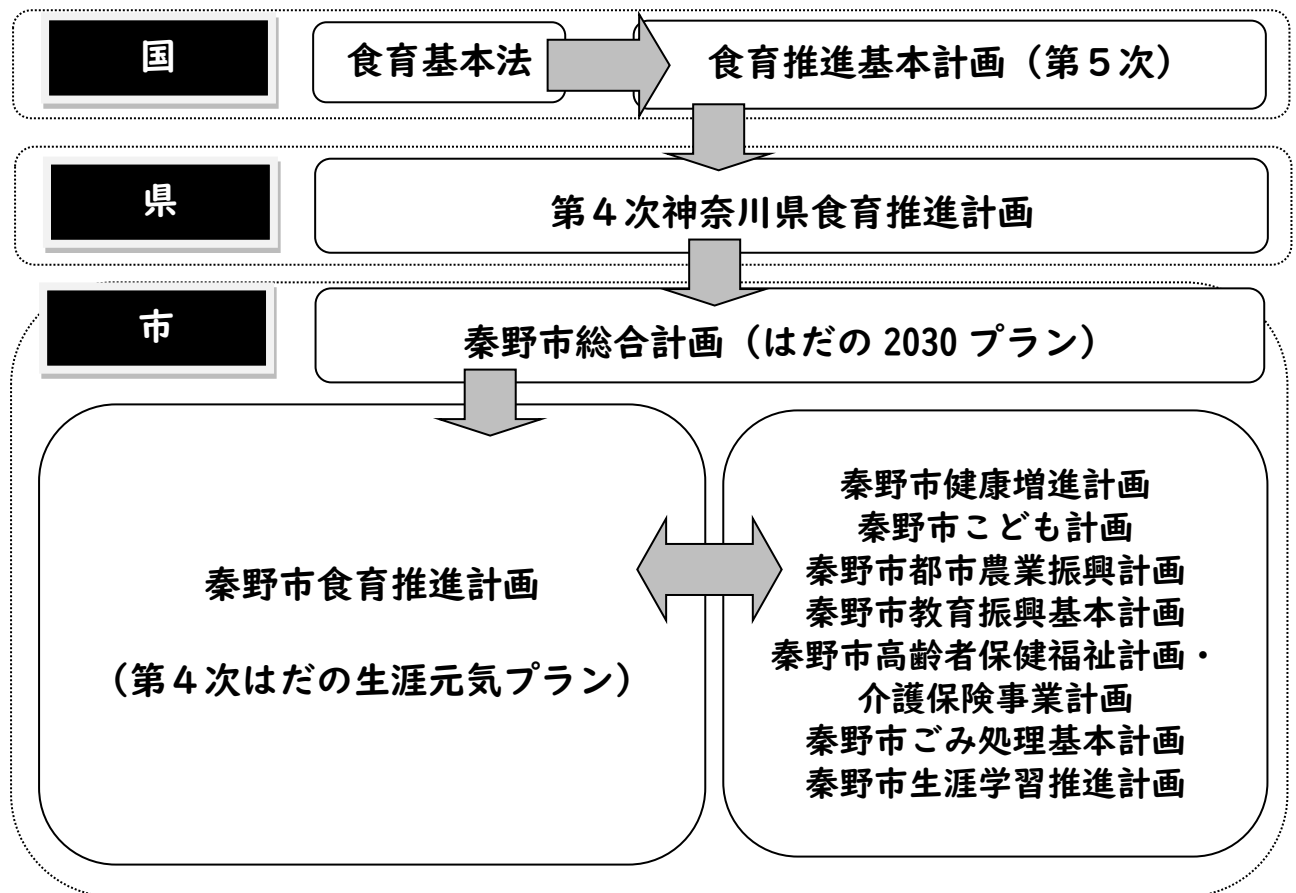 国
食育基本法
食育推進基本計画（第５次）
県
第４次神奈川県食育推進計画
市
秦野市総合計画（はだの 2030 プラン）
秦野市食育推進計画
（第４次はだの生涯元気プラン）
秦野市健康増進計画
秦野市こども計画
秦野市都市農業振興計画
秦野市教育振興基本計画
秦野市高齢者保健福祉計画・
介護保険事業計画
秦野市ごみ処理基本計画
秦野市生涯学習推進計画